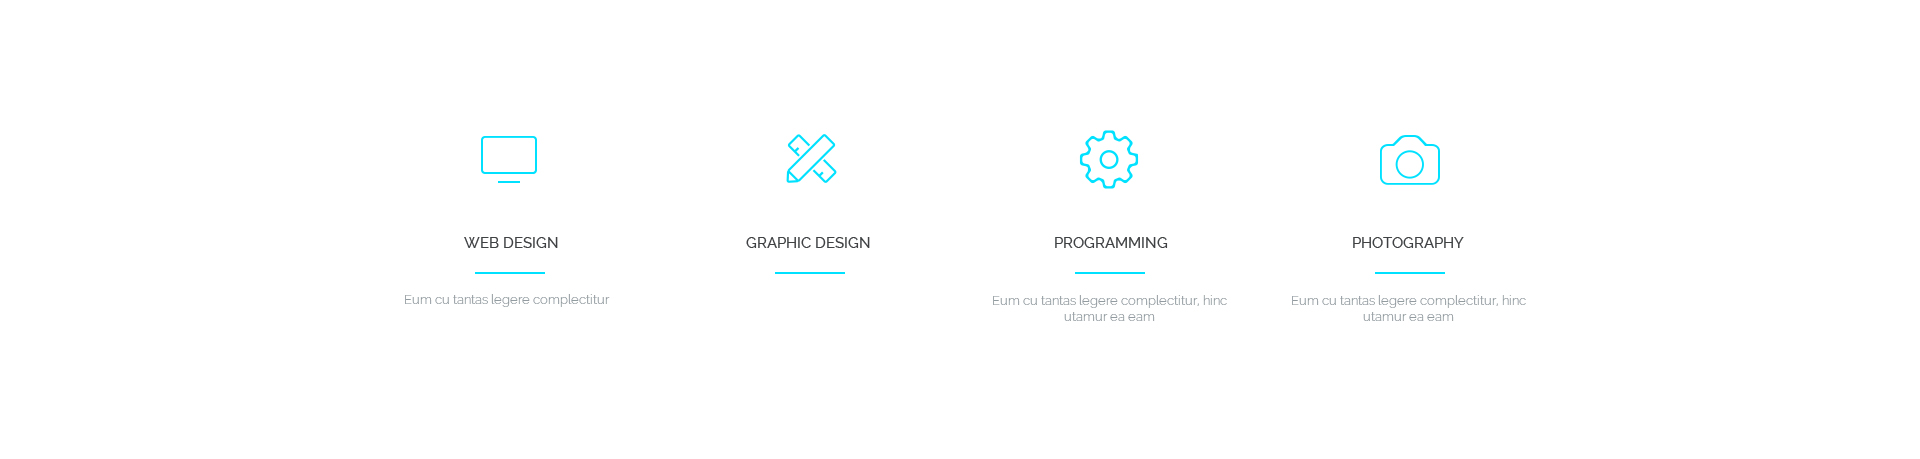 WEB DESIGN
Eum cu tantas legere complectitur
GRAPHIC DESIGN
PROGRAMMING
Eum cu tantas legere complectitur, hinc
utamur ea eam
PHOTOGRAPHY
Eum cu tantas legere complectitur, hinc
utamur ea eam